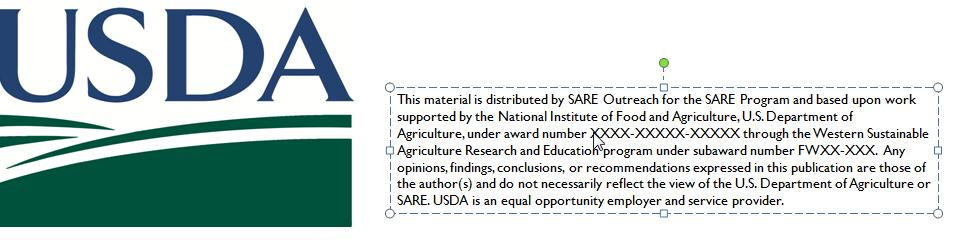 USDA
This material is distributed by SARE Outreach for the SARE Program and based upon work
supported by the National Institute of Food and Agriculture, U.S. Department of
Agriculture, under award number XXXX-XXXXX-XXXXX through the Western Sustainable
Agriculture Research and Education program under subaward number FWXX-XXX. Any
opinions, findings, conclusions, or recommendations expressed in this publication are those of
the author(s) and do not necessarily reflect the view of the U.S. Department of Agriculture or
SARE. USDA is an equal opportunity employer and service provider.